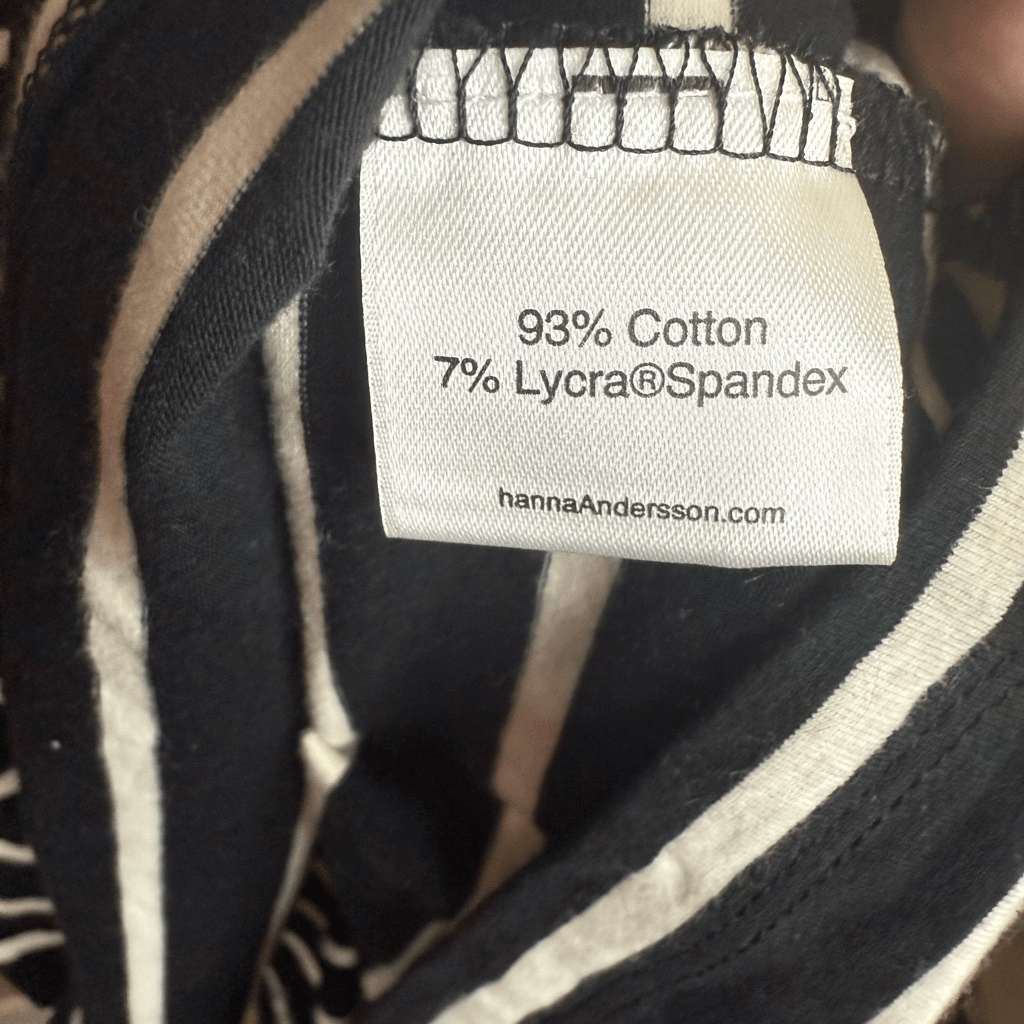 93% Cotton
7% Lycra®Spandex
hannaAndersson.com